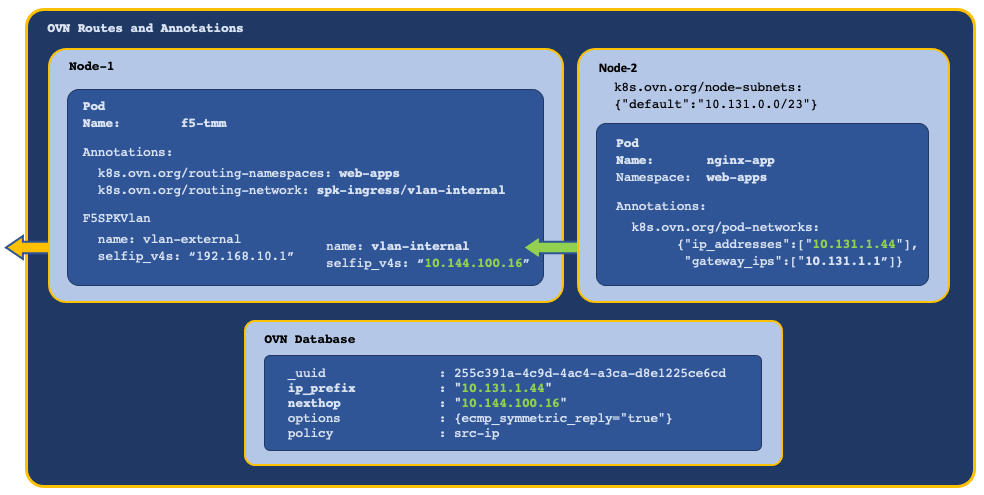 OVN Routes and Annotations
Node-1
Pod
Name: f5-tmm
Annotations:
k8s.ovn.org/routing-namespaces: web-apps
k8s.ovn.org/routing-network: spk-ingress/vlan-internal
F5SPKVlan
name: vlan-external
selfip_v4s: “192.168.10.1”
name: vlan-internal
selfip_v4s: “10.144.100.16”
Node-2
k8s.ovn.org/node-subnets:
{"default":"10.131.0.0/23"}
Pod
Name: nginx-app
Namespace: web-apps
Annotations:
k8s.ovn.org/pod-networks:
{"ip_addresses":["10.131.1.44"],
"gateway_ips":["10.131.1.1”]}
OVN Database
_uuid : 255c391a-4c9d-4ac4-a3ca-d8e1225ce6cd
ip_prefix : "10.131.1.44"
nexthop : "10.144.100.16"
options : {ecmp_symmetric_reply="true"}
policy : src-ip